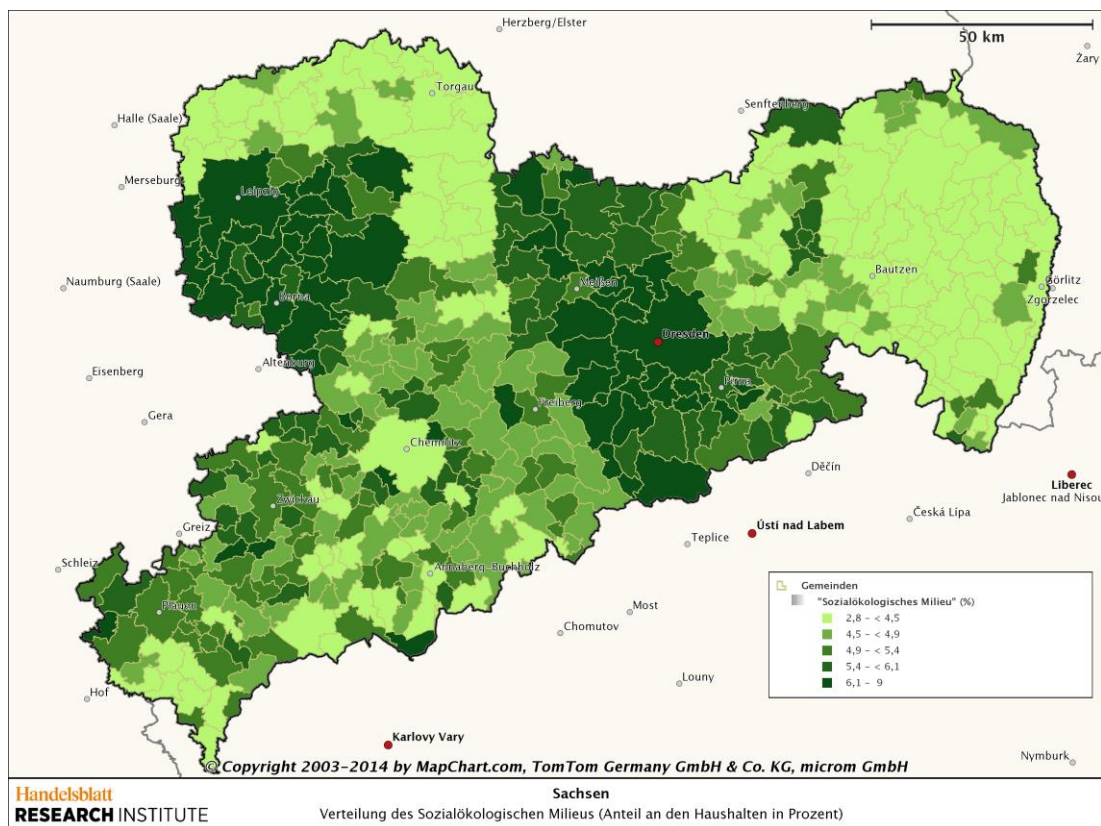 Herzberg/Elster
50 km
Żary
Torgau
Senftenberg
Halle (Saale)
Merseburg
Leipzig
Bautzen
Görlitz
Zgorzelec
Naumburg (Saale)
Meißen
Borna
Dresden
Altenburg
Eisenberg
Pirna
Freiberg
Gera
Chemnitz
Děčín
Liberec
Jablonec nad Nisou
Zwickau
Česká Lípa
Ústí nad Labem
Greiz
Teplice
Schleiz
Annaberg-Buchholz
Plauen
Most
Chomutov
Gemeinden
"Sozialökologisches Milieu" (%)
2,8 - < 4,5
4,5 - < 4,9
4,9 - < 5,4
5,4 - < 6,1
6,1 - 9
Louny
Hof
Karlovy Vary
Nymburk
© Copyright 2003-2014 by MapChart.com, TomTom Germany GmbH & Co. KG, microm GmbH
Handelsblatt
RESEARCH INSTITUTE
Sachsen
Verteilung des Sozialökologischen Milieus (Anteil an den Haushalten in Prozent)